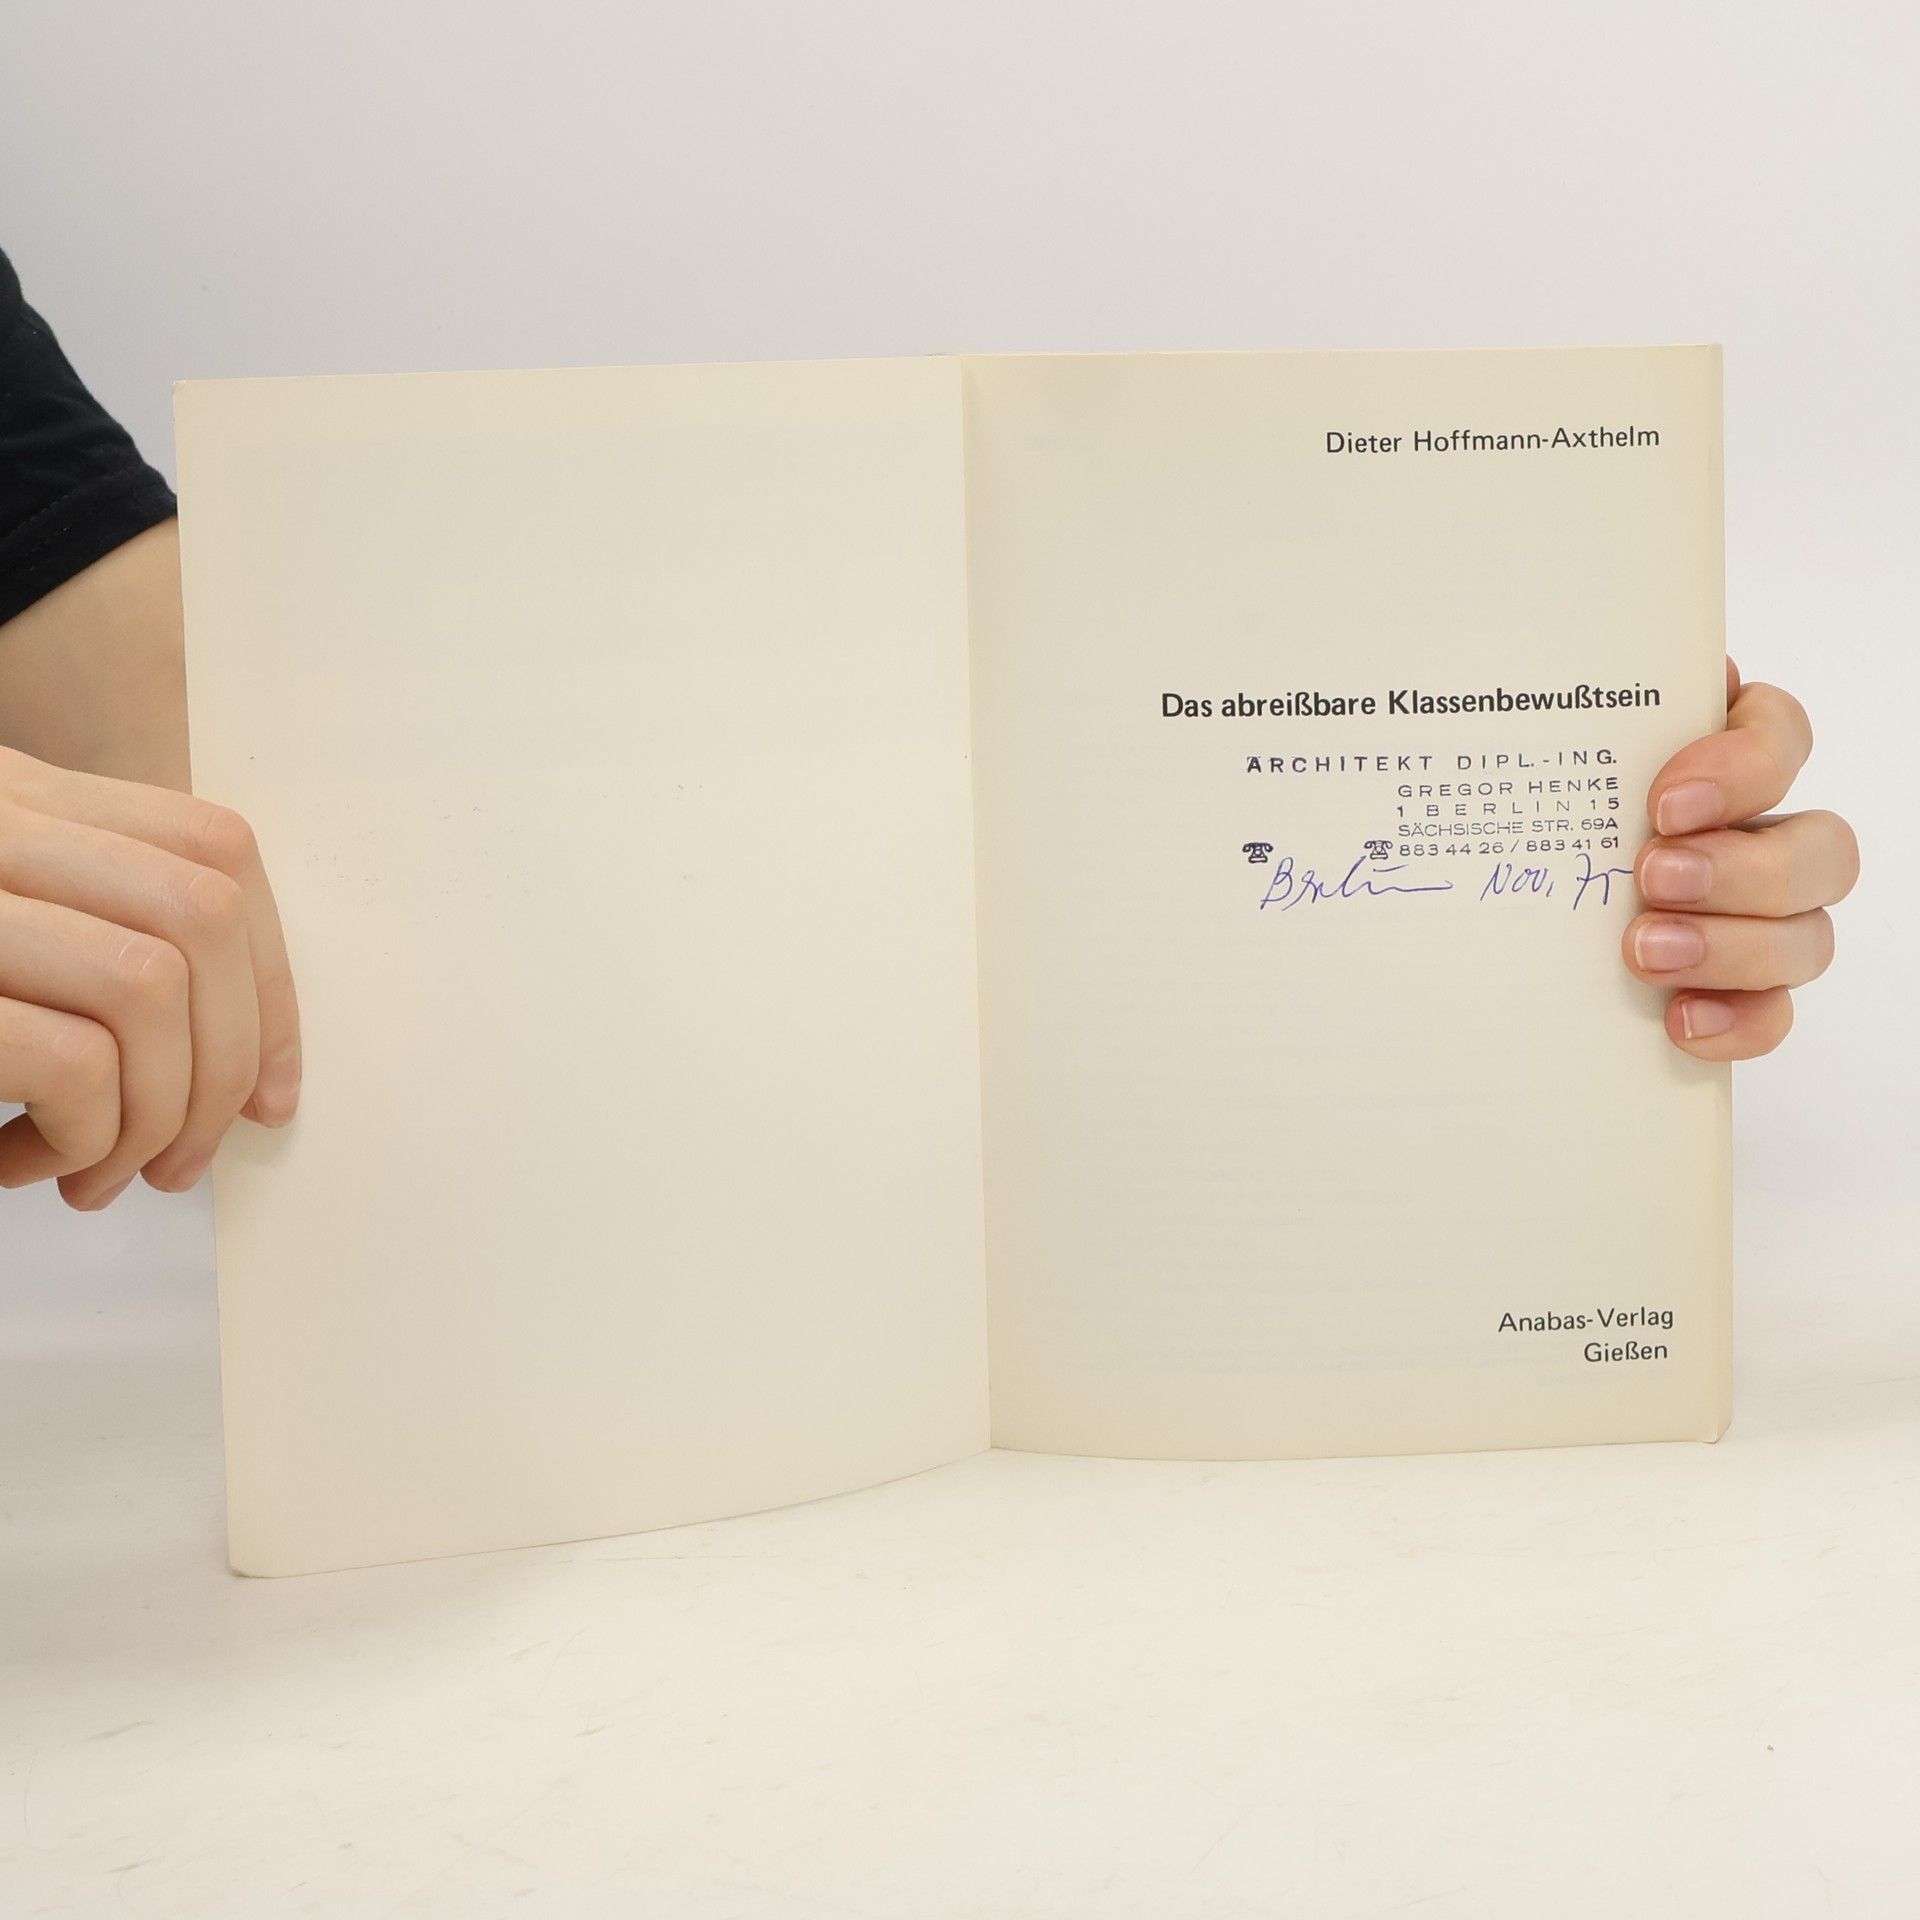 Dieter Hoffmann-Axthelm
Das abreißbare Klassenbewußtsein
ARCHITEKT DIPL.-ING.
GREGOR HENKE
1 BERLIN 15
SÄCHSISCHE STR. 69A
☎ ☎ 883 44 26 / 883 41 61
Berlin Nov,
Anabas-Verlag
Gießen